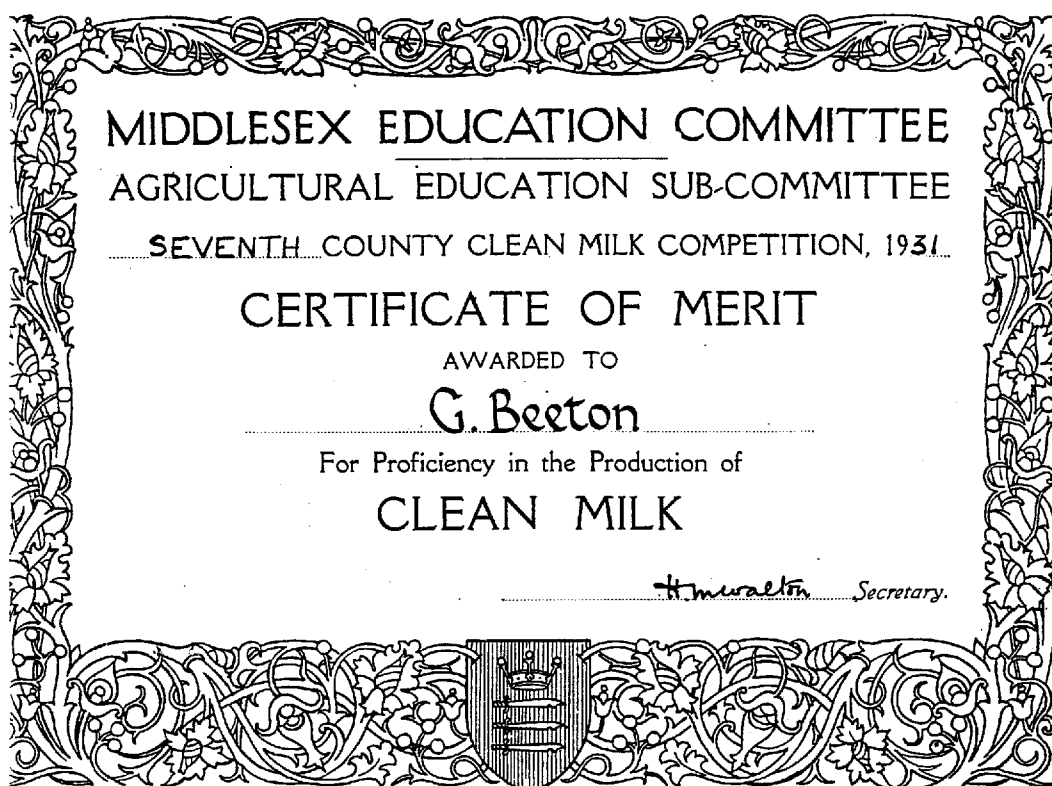 MIDDLESEX EDUCATION COMMITTEE
AGRICULTURAL EDUCATION SUB-COMMITTEE
SEVENTH COUNTY CLEAN MILK COMPETITION, 1931
CERTIFICATE OF MERIT
AWARDED TO
G. Beeton
For Proficiency in the Production of
CLEAN MILK
H.M.Walton Secretary.